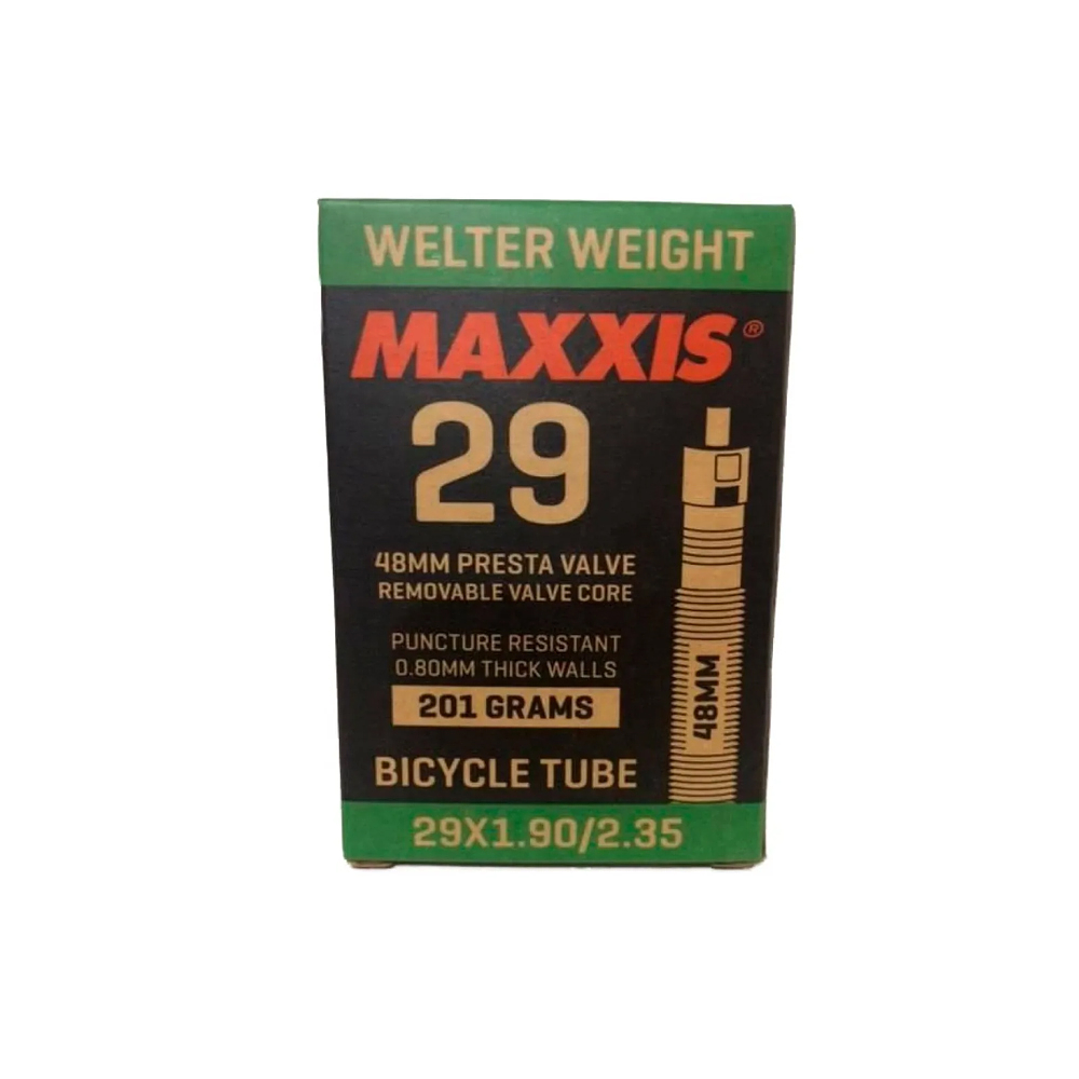 WELTER WEIGHT
MAXXIS®
29
48MM PRESTA VALVE
REMOVABLE VALVE CORE
PUNCTURE RESISTANT
0.80MM THICK WALLS
201 GRAMS
48MM
BICYCLE TUBE
29X1.90/2.35